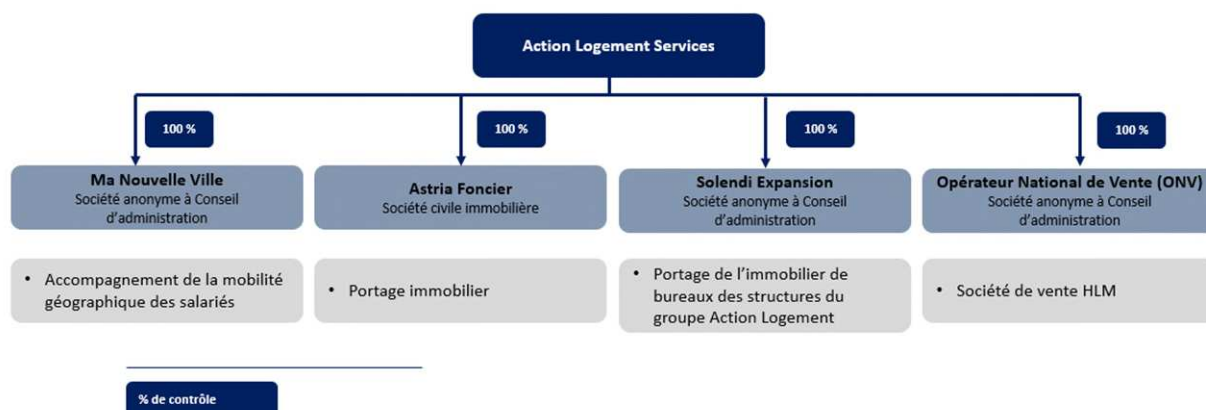 Action Logement Services
100 %
100 %
100 %
100 %
Ma Nouvelle Ville
Société anonyme à Conseil
d’administration
Astria Foncier
Société civile immobilière
Solendi Expansion
Société anonyme à Conseil
d’administration
Opérateur National de Vente (ONV)
Société anonyme à Conseil
d’administration
• Accompagnement de la mobilité
géographique des salariés
• Portage immobilier
• Portage de l’immobilier de
bureaux des structures du
groupe Action Logement
• Société de vente HLM
% de contrôle